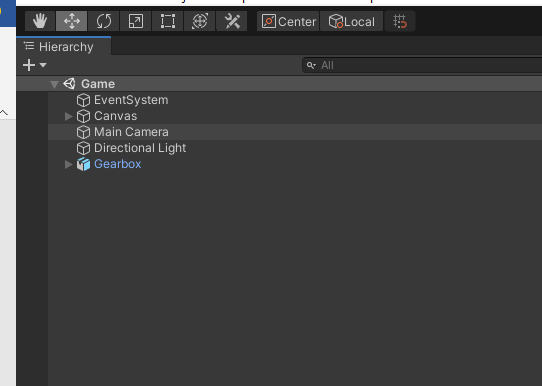 Center Local
Hierarchy
All
Game
EventSystem
Canvas
Main Camera
Directional Light
Gearbox